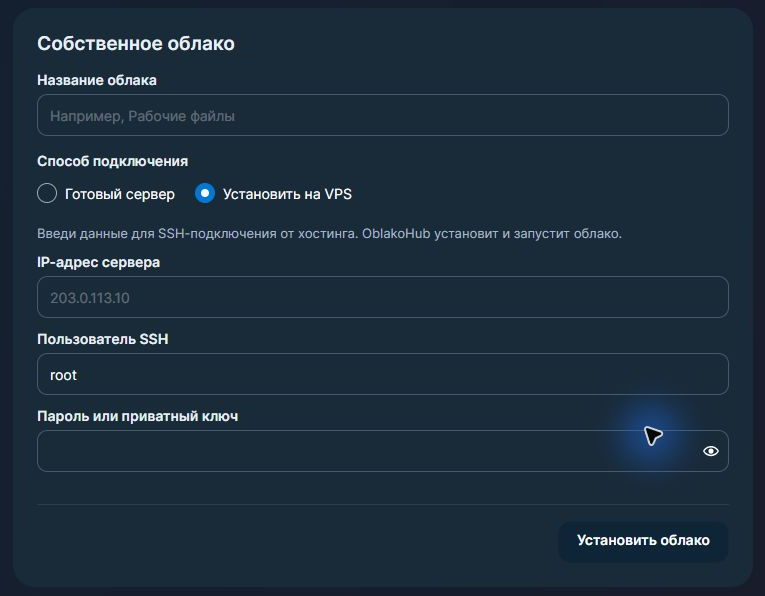 Собственное облако
Название облака
Например, Рабочие файлы
Способ подключения
Готовый сервер Установить на VPS
Введи данные для SSH-подключения от хостинга. OblakoHub установит и запустит облако.
IP-адрес сервера
203.0.113.10
Пользователь SSH
root
Пароль или приватный ключ
Установить облако